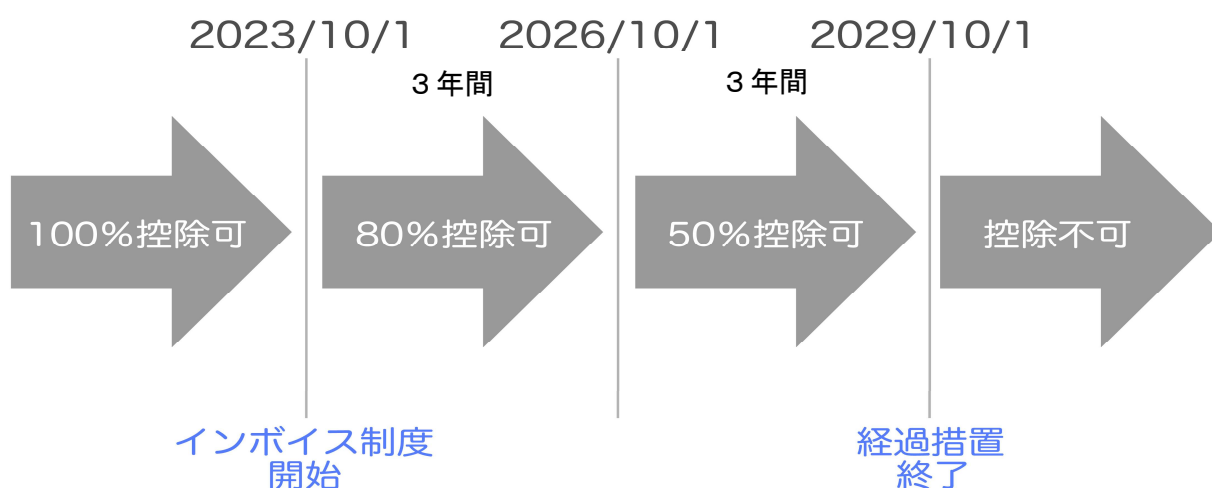 2023/10/1 2026/10/1 2029/10/1
3年間 3年間
100%控除可 80%控除可 50%控除可 控除不可
インボイス制度 経過措置
開始 終了